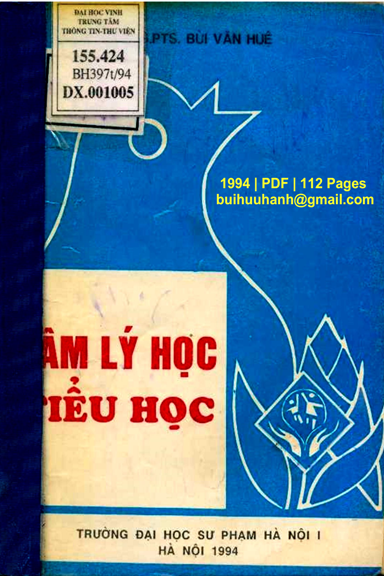 ĐẠI HỌC VINH
TRUNG TÂM
THÔNG TIN-THƯ VIỆN
155.424
BH397t/94
DX.001005
S.PTS. BÙI VĂN HUỆ
1994 | PDF | 112 Pages
buihuuhanh@gmail.com
ÂM LÝ HỌC
TIỂU HỌC
TRƯỜNG ĐẠI HỌC SƯ PHẠM HÀ NỘI I
HÀ NỘI 1994